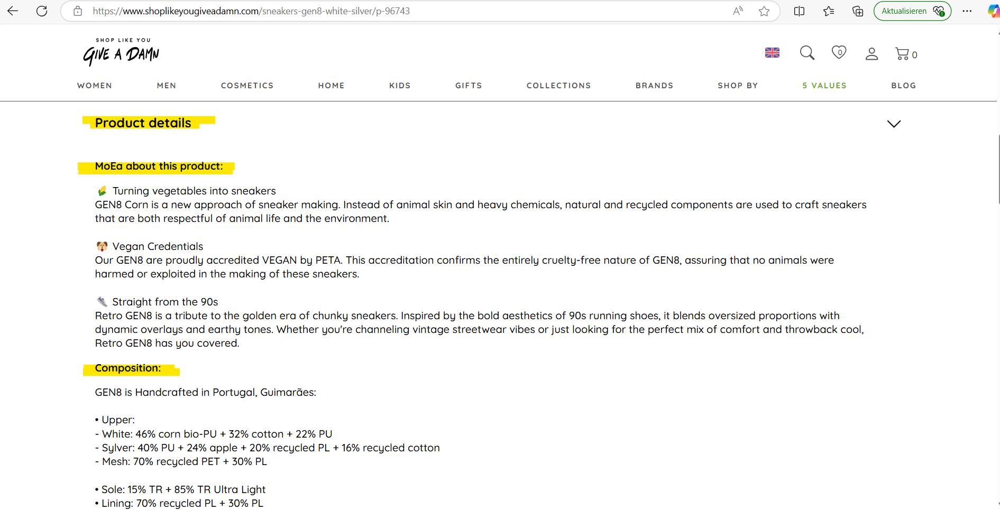 https://www.shoplikeyougiveadamn.com/sneakers-gen8-white-silver/p-96743
Aktualisieren
SHOP LIKE YOU
GIVE A DAMN
0
0
WOMEN MEN COSMETICS HOME KIDS GIFTS COLLECTIONS BRANDS SHOP BY 5 VALUES BLOG
Product details
MoEa about this product:
🌽 Turning vegetables into sneakers
GEN8 Corn is a new approach of sneaker making. Instead of animal skin and heavy chemicals, natural and recycled components are used to craft sneakers
that are both respectful of animal life and the environment.
🐶 Vegan Credentials
Our GEN8 are proudly accredited VEGAN by PETA. This accreditation confirms the entirely cruelty-free nature of GEN8, assuring that no animals were
harmed or exploited in the making of these sneakers.
👟 Straight from the 90s
Retro GEN8 is a tribute to the golden era of chunky sneakers. Inspired by the bold aesthetics of 90s running shoes, it blends oversized proportions with
dynamic overlays and earthy tones. Whether you're channeling vintage streetwear vibes or just looking for the perfect mix of comfort and throwback cool,
Retro GEN8 has you covered.
Composition:
GEN8 is Handcrafted in Portugal, Guimarães:
• Upper:
- White: 46% corn bio-PU + 32% cotton + 22% PU
- Sylver: 40% PU + 24% apple + 20% recycled PL + 16% recycled cotton
- Mesh: 70% recycled PET + 30% PL
• Sole: 15% TR + 85% TR Ultra Light
• Lining: 70% recycled PL + 30% PL